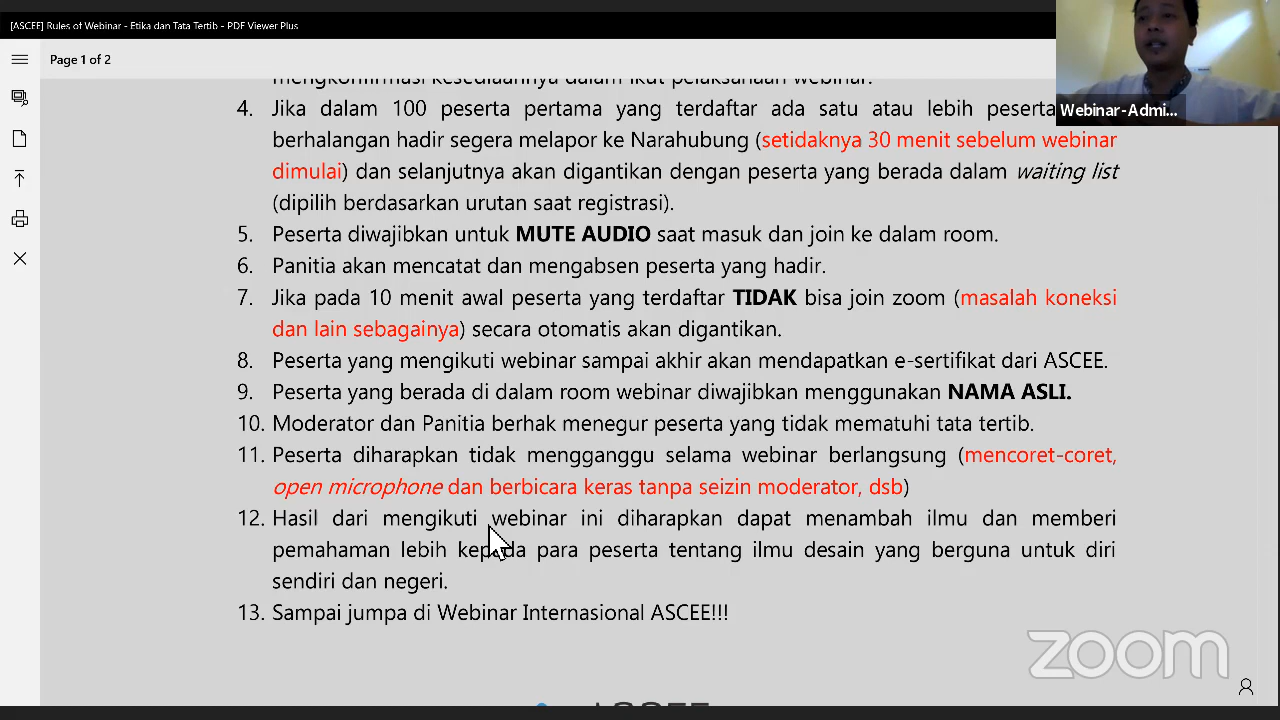 [ASCEE] Rules of Webinar - Etika dan Tata Tertib - PDF Viewer Plus
Page 1 of 2
Webinar-Admi...
mengkonfirmasi kesediaannya dalam ikut pelaksanaan webinar.
4. Jika dalam 100 peserta pertama yang terdaftar ada satu atau lebih peserta
berhalangan hadir segera melapor ke Narahubung (setidaknya 30 menit sebelum webinar
dimulai) dan selanjutnya akan digantikan dengan peserta yang berada dalam waiting list
(dipilih berdasarkan urutan saat registrasi).
5. Peserta diwajibkan untuk MUTE AUDIO saat masuk dan join ke dalam room.
6. Panitia akan mencatat dan mengabsen peserta yang hadir.
7. Jika pada 10 menit awal peserta yang terdaftar TIDAK bisa join zoom (masalah koneksi
dan lain sebagainya) secara otomatis akan digantikan.
8. Peserta yang mengikuti webinar sampai akhir akan mendapatkan e-sertifikat dari ASCEE.
9. Peserta yang berada di dalam room webinar diwajibkan menggunakan NAMA ASLI.
10. Moderator dan Panitia berhak menegur peserta yang tidak mematuhi tata tertib.
11. Peserta diharapkan tidak mengganggu selama webinar berlangsung (mencoret-coret,
open microphone dan berbicara keras tanpa seizin moderator, dsb)
12. Hasil dari mengikuti webinar ini diharapkan dapat menambah ilmu dan memberi
pemahaman lebih kepada para peserta tentang ilmu desain yang berguna untuk diri
sendiri dan negeri.
13. Sampai jumpa di Webinar Internasional ASCEE!!!
zoom
ASCEE